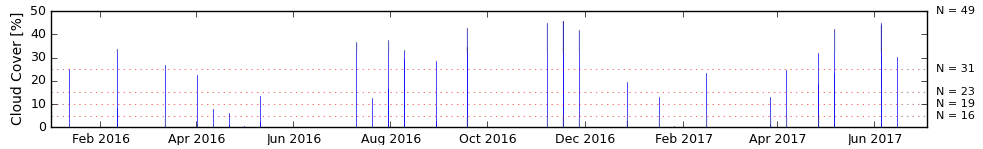 Cloud Cover [%]
50
40
30
20
10
0
N = 49
N = 31
N = 23
N = 19
N = 16
Feb 2016 Apr 2016 Jun 2016 Aug 2016 Oct 2016 Dec 2016 Feb 2017 Apr 2017 Jun 2017